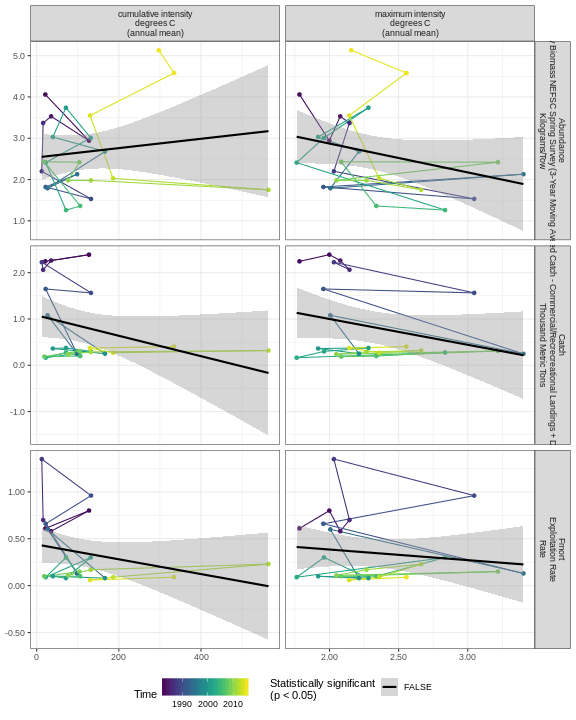 cumulative intensity
degrees C
(annual mean)
maximum intensity
degrees C
(annual mean)
5.0
4.0
3.0
2.0
1.0
Abundance
Biomass NEFSC Spring Survey (3-Year Moving
Kilograms/Tow
2.0
1.0
0.0
-1.0
Catch
Catch - Commercial/Recreational Landings +
Thousand Metric Tons
1.00
0.50
0.00
-0.50
Fmort
Exploitation Rate
Rate
0
200
400
2.00
2.50
3.00
Time
1990 2000 2010
Statistically significant
(p < 0.05)
FALSE